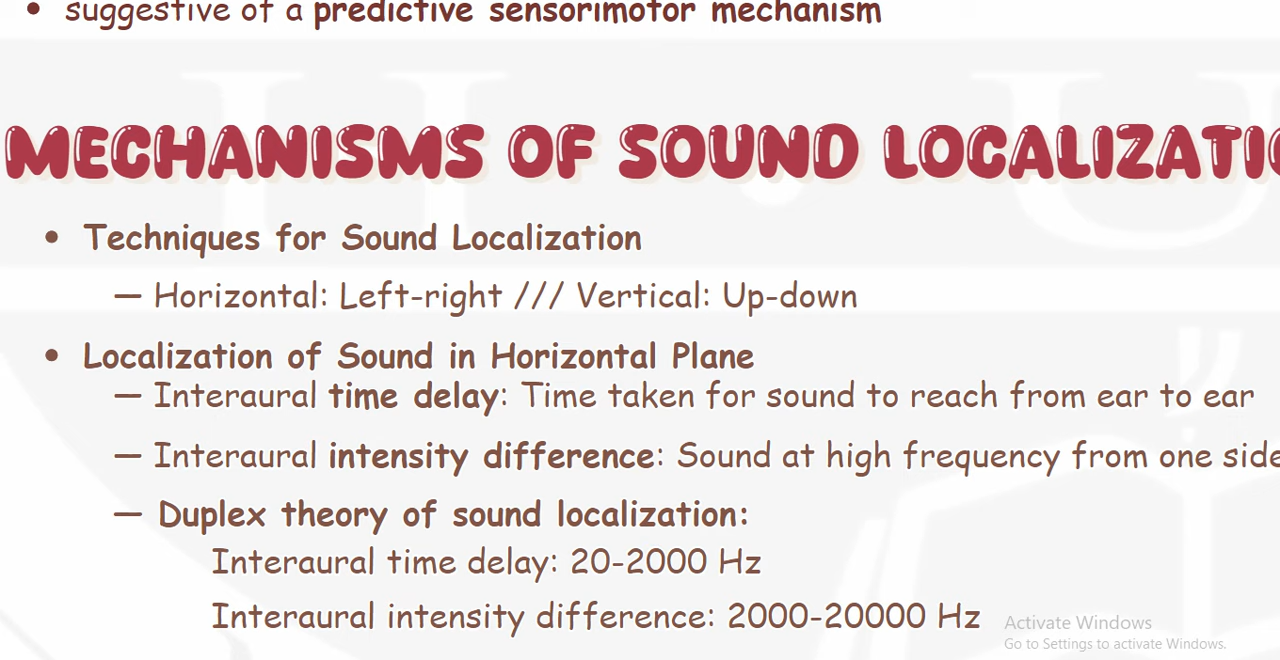 • suggestive of a predictive sensorimotor mechanism
MECHANISMS OF SOUND LOCALIZATIO
• Techniques for Sound Localization
— Horizontal: Left-right /// Vertical: Up-down
• Localization of Sound in Horizontal Plane
— Interaural time delay: Time taken for sound to reach from ear to ear
— Interaural intensity difference: Sound at high frequency from one side
— Duplex theory of sound localization:
Interaural time delay: 20-2000 Hz
Interaural intensity difference: 2000-20000 Hz
Activate Windows
Go to Settings to activate Windows.